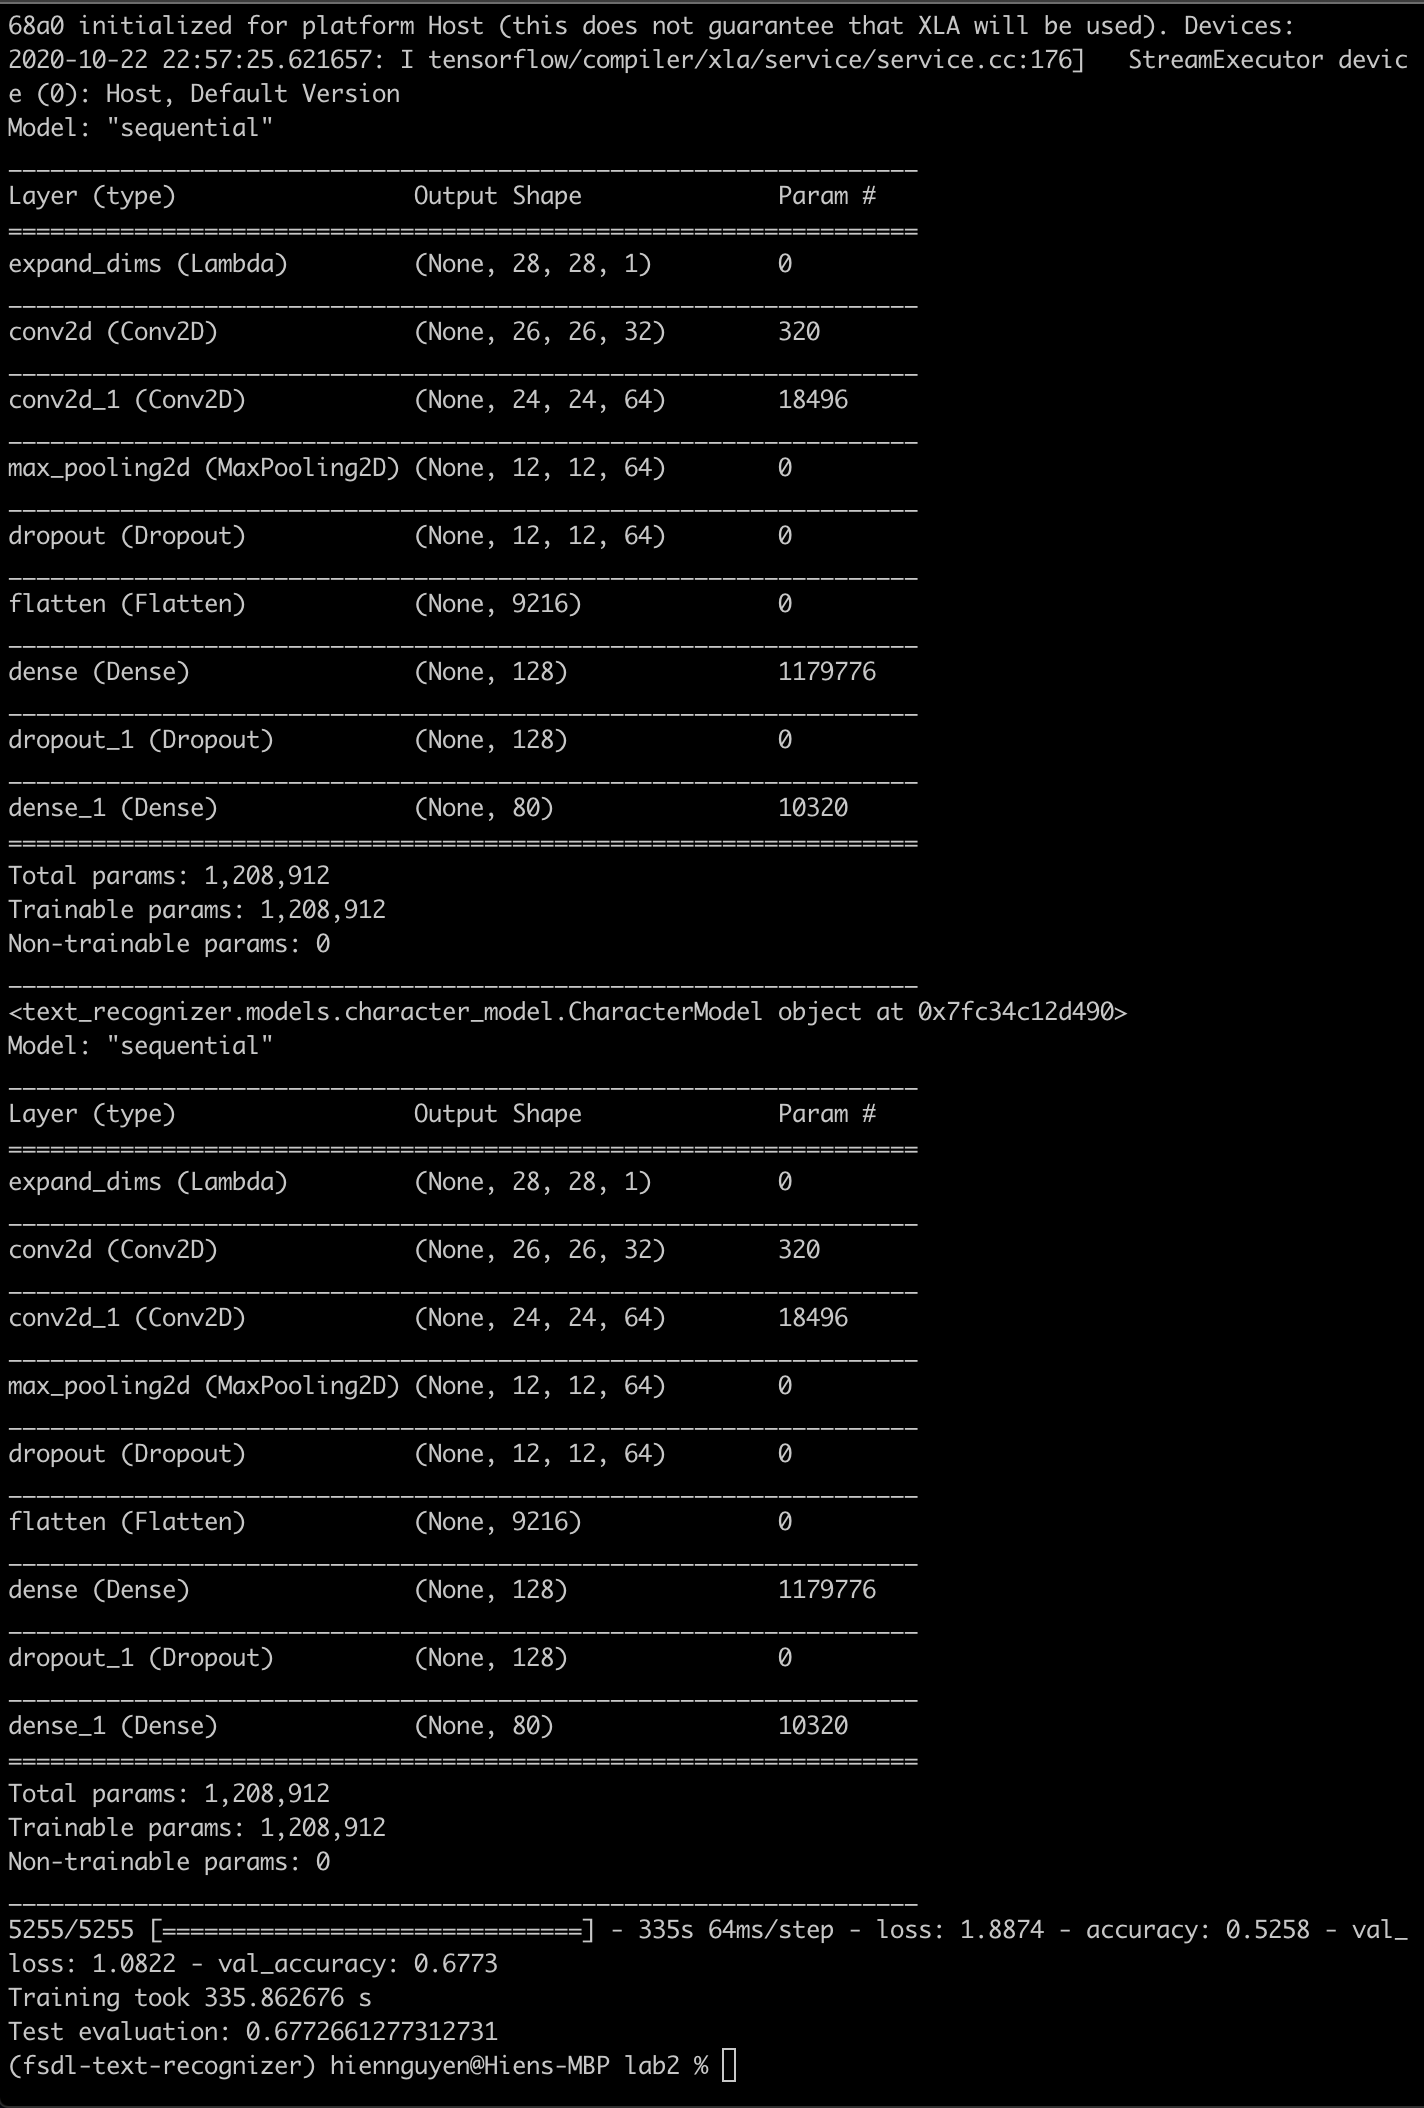 68a0 initialized for platform Host (this does not guarantee that XLA will be used). Devices:
2020-10-22 22:57:25.621657: I tensorflow/compiler/xla/service/service.cc:176]   StreamExecutor devic
e (0): Host, Default Version
Model: "sequential"
_________________________________________________________________
Layer (type)                 Output Shape              Param #
=================================================================
expand_dims (Lambda)         (None, 28, 28, 1)         0
_________________________________________________________________
conv2d (Conv2D)              (None, 26, 26, 32)        320
_________________________________________________________________
conv2d_1 (Conv2D)            (None, 24, 24, 64)        18496
_________________________________________________________________
max_pooling2d (MaxPooling2D) (None, 12, 12, 64)        0
_________________________________________________________________
dropout (Dropout)            (None, 12, 12, 64)        0
_________________________________________________________________
flatten (Flatten)            (None, 9216)              0
_________________________________________________________________
dense (Dense)                (None, 128)               1179776
_________________________________________________________________
dropout_1 (Dropout)          (None, 128)               0
_________________________________________________________________
dense_1 (Dense)              (None, 80)                10320
=================================================================
Total params: 1,208,912
Trainable params: 1,208,912
Non-trainable params: 0
_________________________________________________________________
<text_recognizer.models.character_model.CharacterModel object at 0x7fc34c12d490>
Model: "sequential"
_________________________________________________________________
Layer (type)                 Output Shape              Param #
=================================================================
expand_dims (Lambda)         (None, 28, 28, 1)         0
_________________________________________________________________
conv2d (Conv2D)              (None, 26, 26, 32)        320
_________________________________________________________________
conv2d_1 (Conv2D)            (None, 24, 24, 64)        18496
_________________________________________________________________
max_pooling2d (MaxPooling2D) (None, 12, 12, 64)        0
_________________________________________________________________
dropout (Dropout)            (None, 12, 12, 64)        0
_________________________________________________________________
flatten (Flatten)            (None, 9216)              0
_________________________________________________________________
dense (Dense)                (None, 128)               1179776
_________________________________________________________________
dropout_1 (Dropout)          (None, 128)               0
_________________________________________________________________
dense_1 (Dense)              (None, 80)                10320
=================================================================
Total params: 1,208,912
Trainable params: 1,208,912
Non-trainable params: 0
_________________________________________________________________
5255/5255 [==============================] - 335s 64ms/step - loss: 1.8874 - accuracy: 0.5258 - val_
loss: 1.0822 - val_accuracy: 0.6773
Training took 335.862676 s
Test evaluation: 0.6772661277312731
(fsdl-text-recognizer) hiennguyen@Hiens-MBP lab2 %